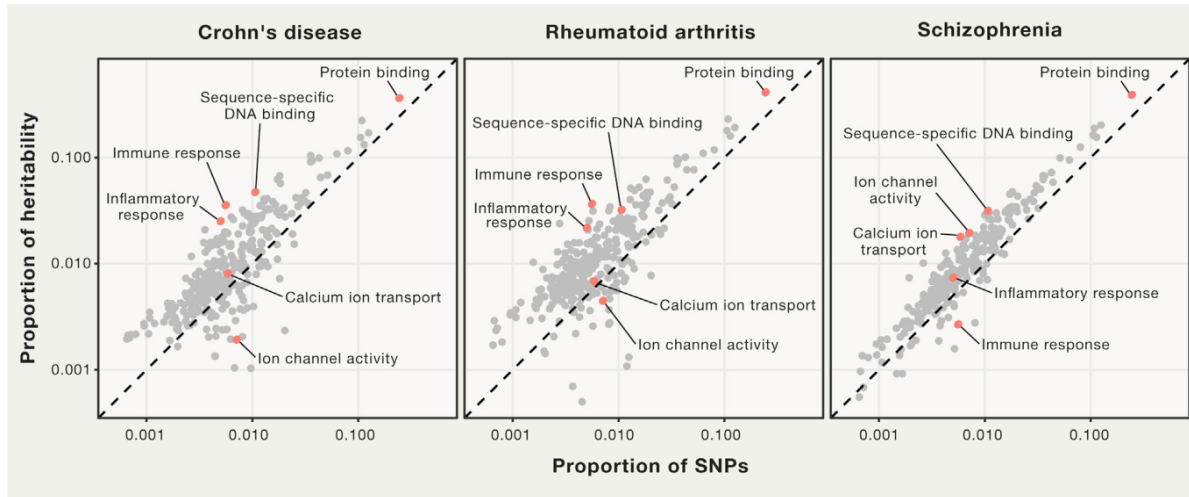 Crohn's disease
Rheumatoid arthritis
Schizophrenia
Proportion of heritability
0.100
0.010
0.001
Protein binding
Sequence-specific
DNA binding
Immune response
Inflammatory
response
Calcium ion transport
Ion channel activity
0.001
0.010
0.100
Protein binding
Sequence-specific DNA binding
Immune response
Inflammatory
response
Calcium ion transport
Ion channel activity
0.001
0.010
0.100
Protein binding
Sequence-specific DNA binding
Ion channel
activity
Calcium ion
transport
Inflammatory response
Immune response
0.001
0.010
0.100
Proportion of SNPs